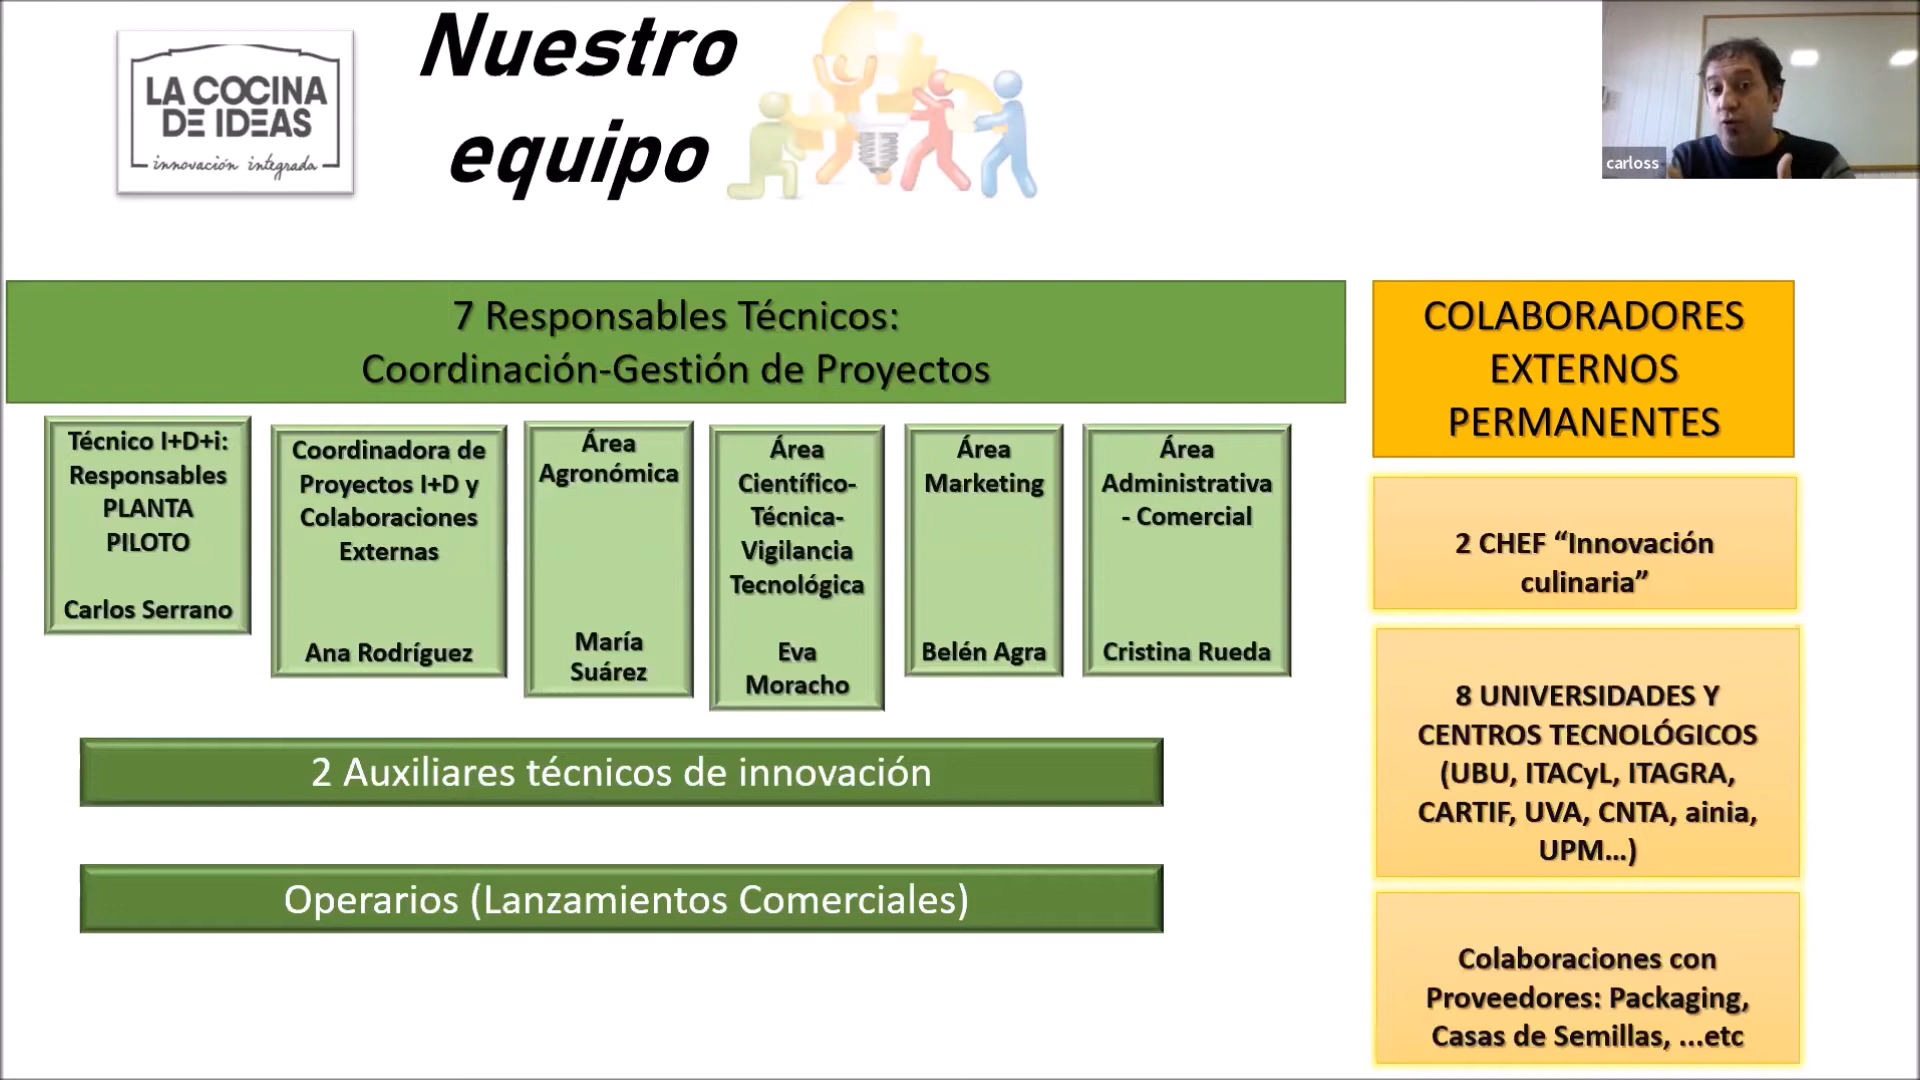 LA COCINA
DE IDEAS
innovación integrada
Nuestro
equipo
carloss
7 Responsables Técnicos:
Coordinación-Gestión de Proyectos
Técnico I+D+i:
Responsables
PLANTA
PILOTO
Carlos Serrano
Coordinadora de
Proyectos I+D y
Colaboraciones
Externas
Ana Rodríguez
Área
Agronómica
María
Suárez
Área
Científico-
Técnica-
Vigilancia
Tecnológica
Eva
Moracho
Área
Marketing
Belén Agra
Área
Administrativa
- Comercial
Cristina Rueda
2 Auxiliares técnicos de innovación
Operarios (Lanzamientos Comerciales)
COLABORADORES
EXTERNOS
PERMANENTES
2 CHEF “Innovación
culinaria”
8 UNIVERSIDADES Y
CENTROS TECNOLÓGICOS
(UBU, ITACyL, ITAGRA,
CARTIF, UVA, CNTA, ainia,
UPM...)
Colaboraciones con
Proveedores: Packaging,
Casas de Semillas, ...etc